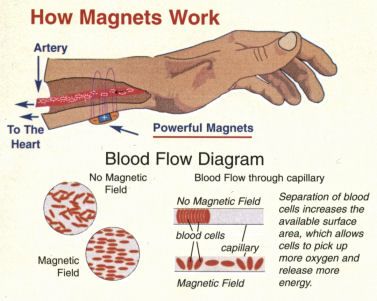 How Magnets Work
Artery
To The
Heart
Powerful Magnets
Blood Flow Diagram
No Magnetic
Field
Magnetic
Field
Blood Flow through capillary
No Magnetic Field
blood cells
capillary
Magnetic Field
Separation of blood
cells increases the
available surface
area, which allows
cells to pick up
more oxygen and
release more
energy.